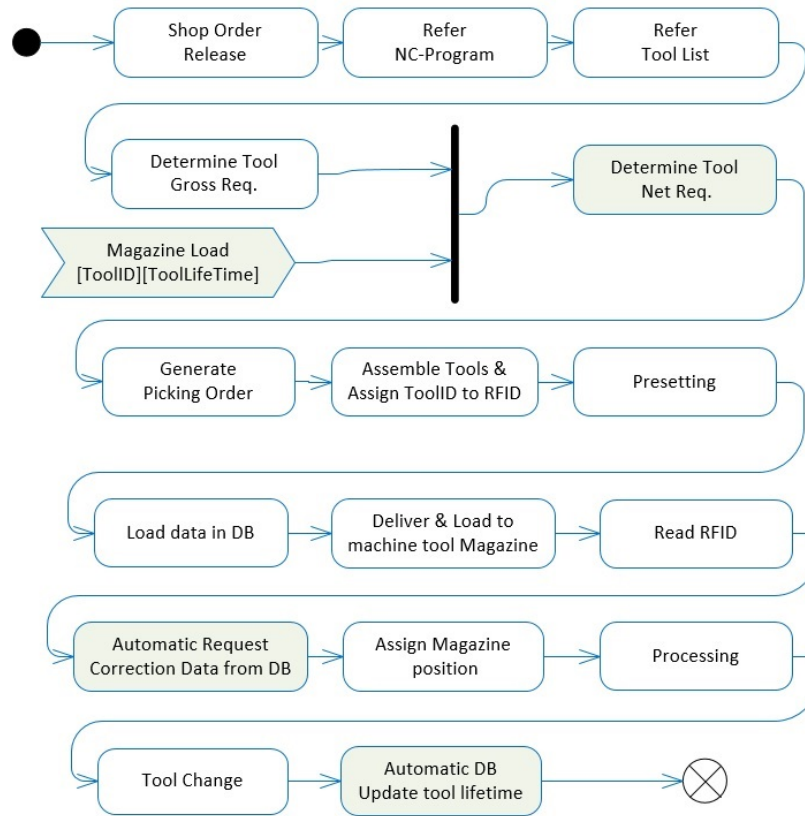 Shop Order
Release
Refer
NC-Program
Refer
Tool List
Determine Tool
Gross Req.
Determine Tool
Net Req.
Magazine Load
[ToolID][ToolLifeTime]
Generate
Picking Order
Assemble Tools &
Assign ToolID to RFID
Presetting
Load data in DB
Deliver & Load to
machine tool Magazine
Read RFID
Automatic Request
Correction Data from DB
Assign Magazine
position
Processing
Tool Change
Automatic DB
Update tool lifetime